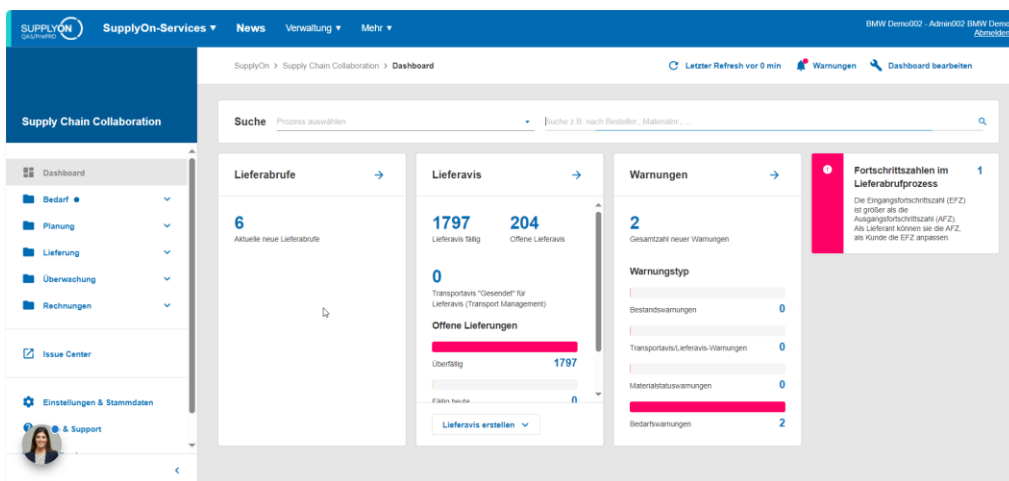 SUPPLYON
QAS/PrePRD
SupplyOn-Services
News
Verwaltung
Mehr
BMW Demo002 - Admin002 BMW Demo
Abmelden
SupplyOn > Supply Chain Collaboration > Dashboard
Letzter Refresh vor 0 min
Warnungen
Dashboard bearbeiten
Supply Chain Collaboration
Dashboard
Bedarf
Planung
Lieferung
Überwachung
Rechnungen
Issue Center
Einstellungen & Stammdaten
& Support
Suche
Prozess auswählen
Suche z.B. nach Bestellnr., Materialnr., ...
Lieferabrufe
6
Aktuelle neue Lieferabrufe
Lieferavis
1797 204
Lieferavis fällig Offene Lieferavis
0
Transportavis "Gesendet" für
Lieferavis (Transport Management)
Offene Lieferungen
Überfällig 1797
Fällig heute 0
Lieferavis erstellen
Warnungen
2
Gesamtzahl neuer Warnungen
Warnungstyp
Bestandswarnungen 0
Transportavis/Lieferavis-Warnungen 0
Materialstatuswarnungen 0
Bedarfswarnungen 2
Fortschrittszahlen im 1
Lieferabrufprozess
Die Eingangsfortschrittszahl (EFZ)
ist größer als die
Ausgangsfortschrittszahl (AFZ).
Als Lieferant können sie die AFZ,
als Kunde die EFZ anpassen.